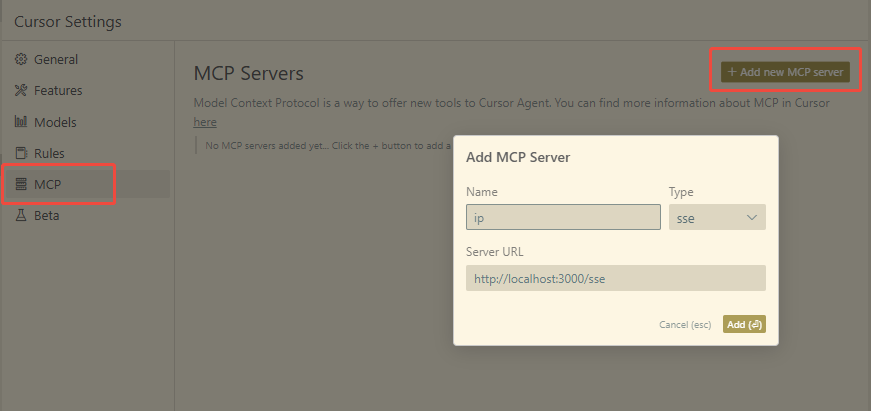 Cursor Settings
General
Features
Models
Rules
MCP
Beta
MCP Servers
+ Add new MCP server
Model Context Protocol is a way to offer new tools to Cursor Agent. You can find more information about MCP in Cursor
here
No MCP servers added yet... Click the + button to add a
Add MCP Server
Name
Type
ip
sse
Server URL
http://localhost:3000/sse
Cancel (esc)
Add (⏎)